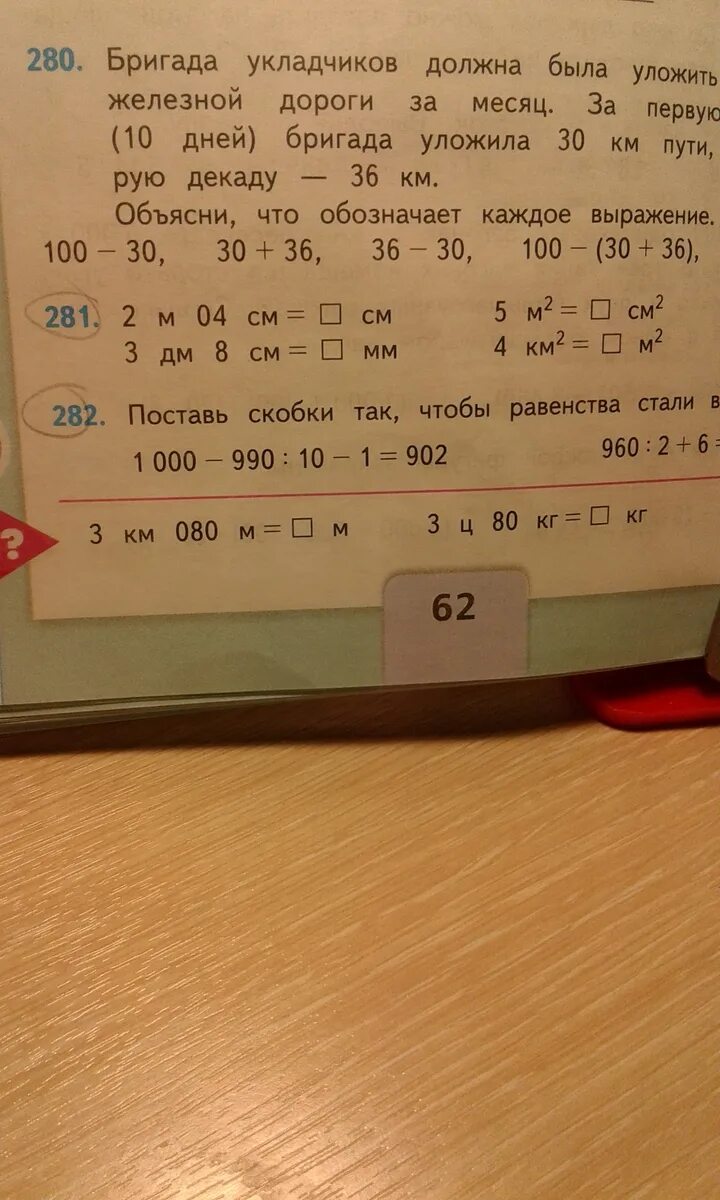 280. Бригада укладчиков должна была уложить
железной дороги за месяц. За первую
(10 дней) бригада уложила 30 км пути,
рую декаду — 36 км.
Объясни, что обозначает каждое выражение.
100 − 30, 30 + 36, 36 − 30, 100 − (30 + 36),
281. 2 м 04 см = □ см 5 м² = □ см²
3 дм 8 см = □ мм 4 км² = □ м²
282. Поставь скобки так, чтобы равенства стали в
1 000 − 990 : 10 − 1 = 902 960 : 2 + 6 =
? 3 км 080 м = □ м 3 ц 80 кг = □ кг
62